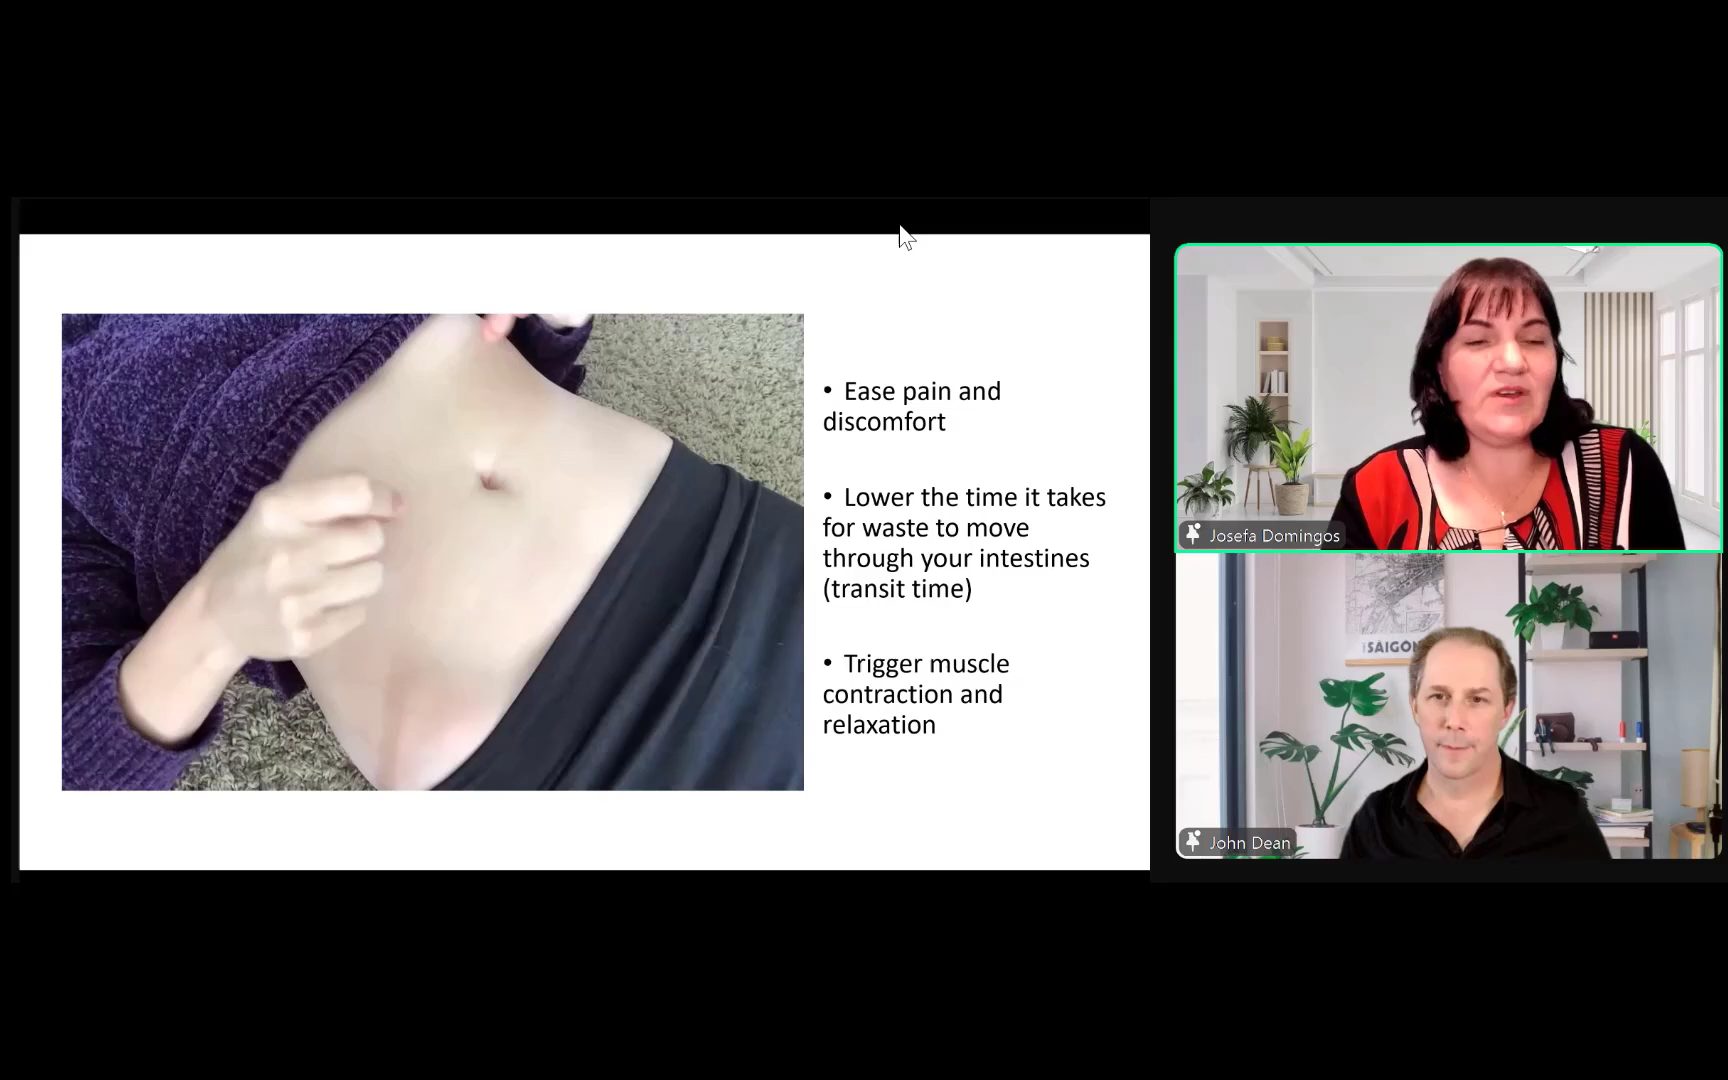 • Ease pain and
discomfort
• Lower the time it takes
for waste to move
through your intestines
(transit time)
• Trigger muscle
contraction and
relaxation
Josefa Domingos
SAIGON
John Dean